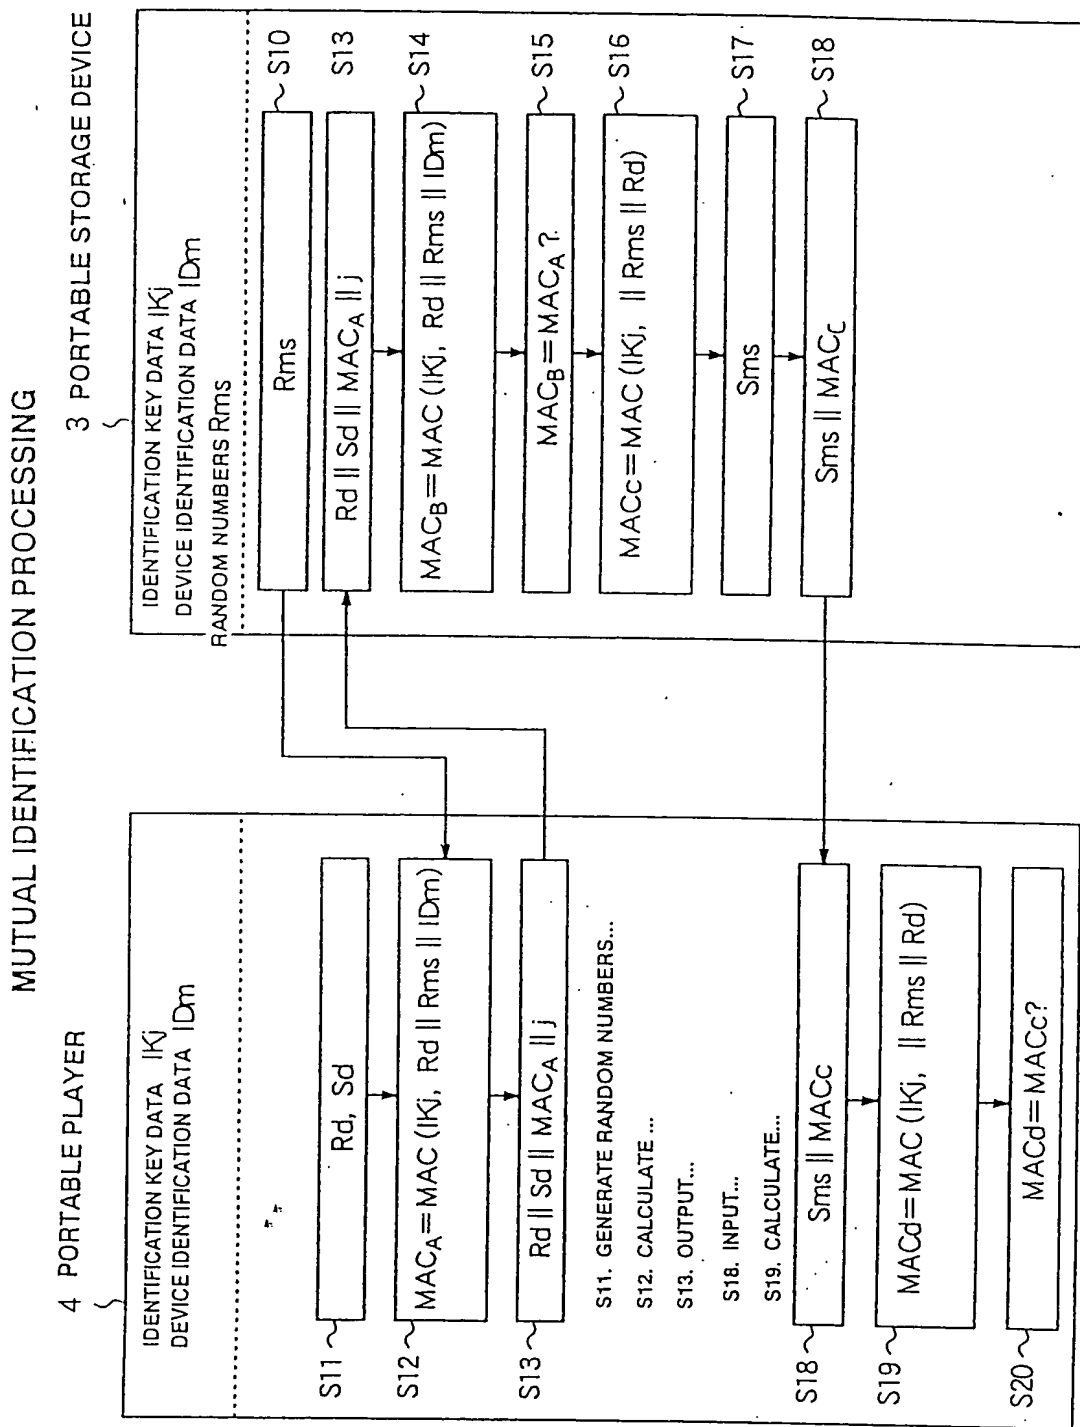 MUTUAL IDENTIFICATION PROCESSING
4 PORTABLE PLAYER
IDENTIFICATION KEY DATA IKj
DEVICE IDENTIFICATION DATA IDm
S11
Rd, Sd
S12
MACA=MAC (IKj, Rd || Rms || IDm)
S13
Rd || Sd || MACA || j
S11. GENERATE RANDOM NUMBERS...
S12. CALCULATE ...
S13. OUTPUT...
S18. INPUT...
S19. CALCULATE...
S18
Sms || MACc
S19
MACd=MAC (IKj, || Rms || Rd)
S20
MACd=MACc?
3 PORTABLE STORAGE DEVICE
IDENTIFICATION KEY DATA IKj
DEVICE IDENTIFICATION DATA IDm
RANDOM NUMBERS Rms
Rms
S10
Rd || Sd || MACA || j
S13
MACB=MAC (IKj, Rd || Rms || IDm)
S14
MACB=MACA?
S15
MACc=MAC (IKj, || Rms || Rd)
S16
Sms
S17
Sms || MACC
S18